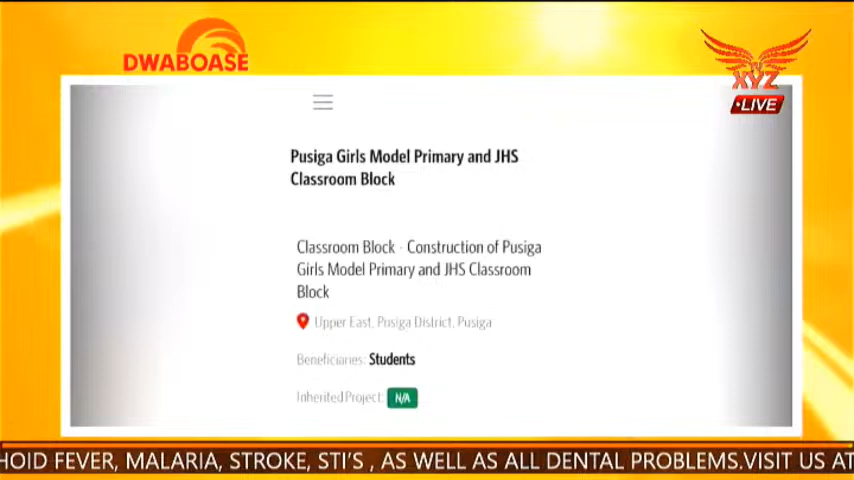 DWABOASE
XYZ
LIVE
Pusiga Girls Model Primary and JHS
Classroom Block
Classroom Block - Construction of Pusiga
Girls Model Primary and JHS Classroom
Block
Upper East, Pusiga District, Pusiga
Beneficiaries: Students
Inherited Project: N/A
HOID FEVER, MALARIA, STROKE, STI'S , AS WELL AS ALL DENTAL PROBLEMS.VISIT US AT